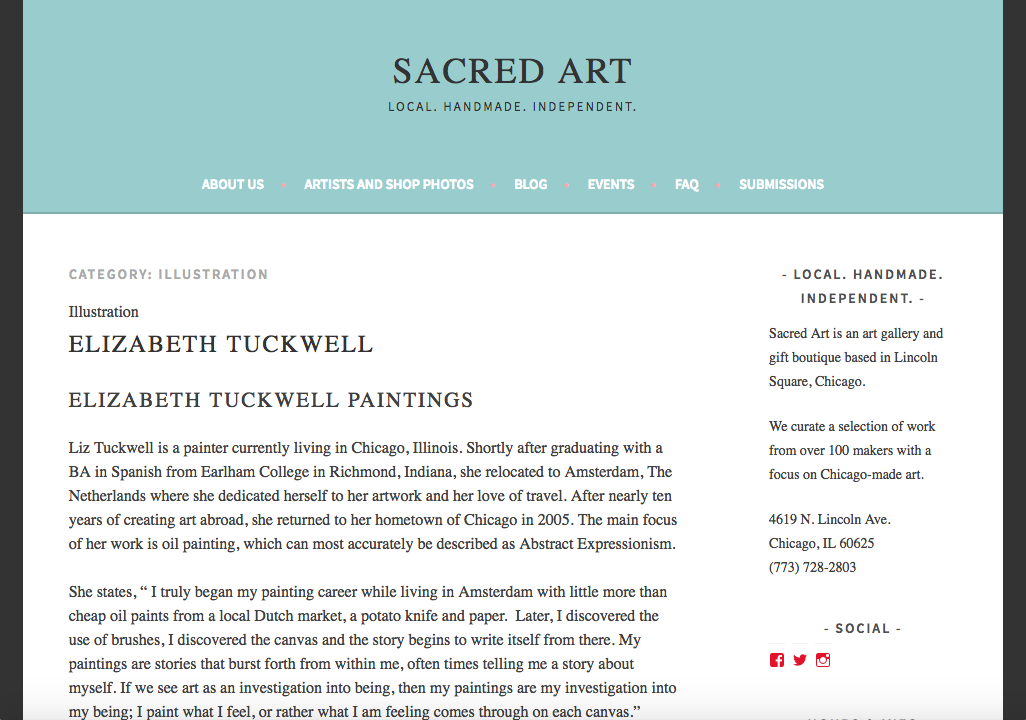 SACRED ART
LOCAL. HANDMADE. INDEPENDENT.
ABOUT US ARTISTS AND SHOP PHOTOS BLOG EVENTS FAQ SUBMISSIONS
CATEGORY: ILLUSTRATION
Illustration
ELIZABETH TUCKWELL
ELIZABETH TUCKWELL PAINTINGS
Liz Tuckwell is a painter currently living in Chicago, Illinois. Shortly after graduating with a
BA in Spanish from Earlham College in Richmond, Indiana, she relocated to Amsterdam, The
Netherlands where she dedicated herself to her artwork and her love of travel. After nearly ten
years of creating art abroad, she returned to her hometown of Chicago in 2005. The main focus
of her work is oil painting, which can most accurately be described as Abstract Expressionism.
She states, “ I truly began my painting career while living in Amsterdam with little more than
cheap oil paints from a local Dutch market, a potato knife and paper.  Later, I discovered the
use of brushes, I discovered the canvas and the story begins to write itself from there. My
paintings are stories that burst forth from within me, often times telling me a story about
myself. If we see art as an investigation into being, then my paintings are my investigation into
my being; I paint what I feel, or rather what I am feeling comes through on each canvas.”
- LOCAL. HANDMADE.
INDEPENDENT. -
Sacred Art is an art gallery and
gift boutique based in Lincoln
Square, Chicago.
We curate a selection of work
from over 100 makers with a
focus on Chicago-made art.
4619 N. Lincoln Ave.
Chicago, IL 60625
(773) 728-2803
- SOCIAL -